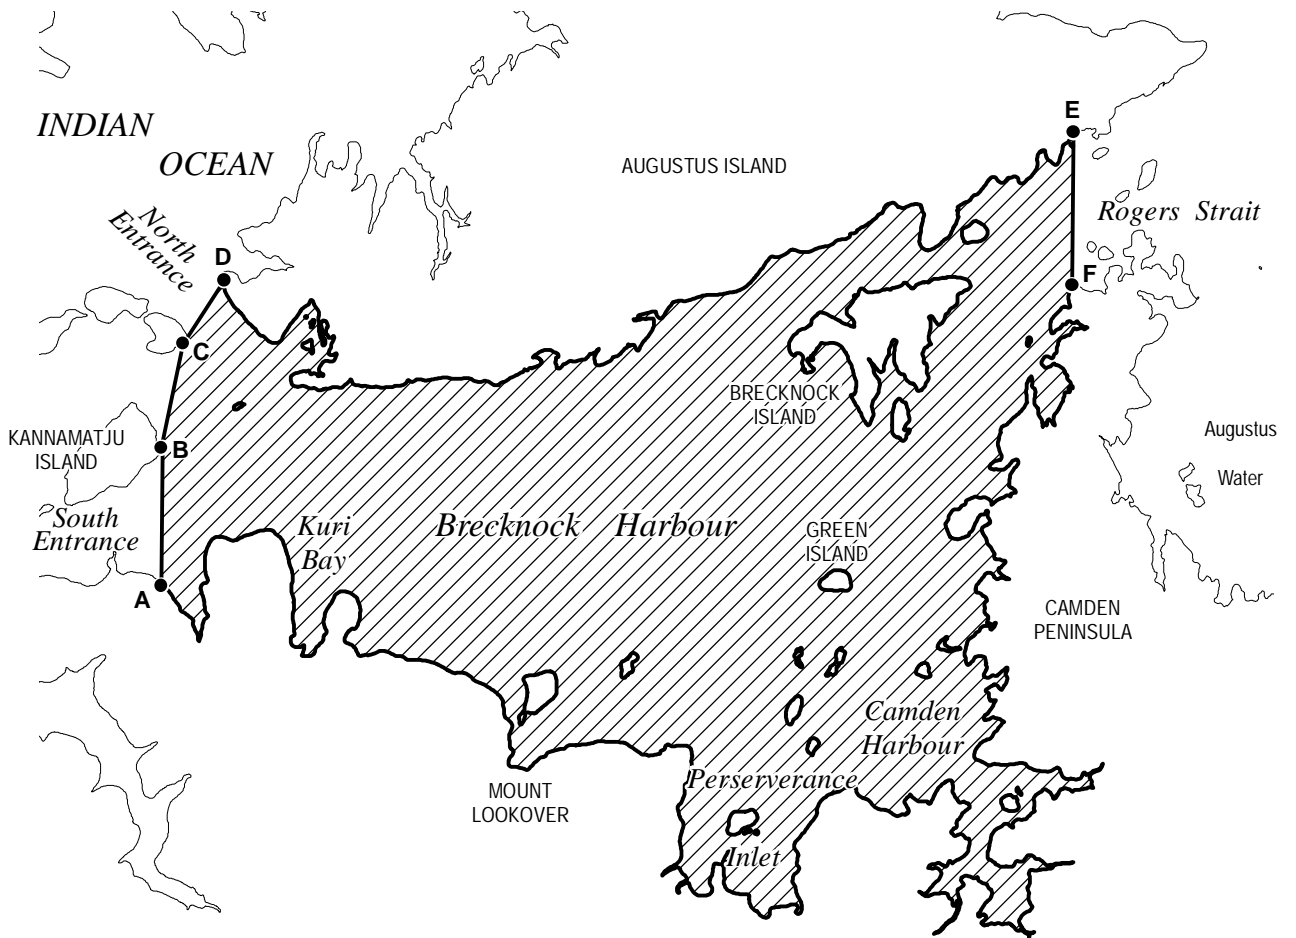 E
INDIAN
OCEAN
AUGUSTUS ISLAND
North
Entrance
Rogers Strait
D
F
C
BRECKNOCK
ISLAND
KANNAMATJU
ISLAND
B
Augustus
Water
South
Entrance
Kuri
Bay
Brecknock Harbour
GREEN
ISLAND
A
CAMDEN
PENINSULA
Camden
Harbour
MOUNT
LOOKOVER
Perserverance
Inlet